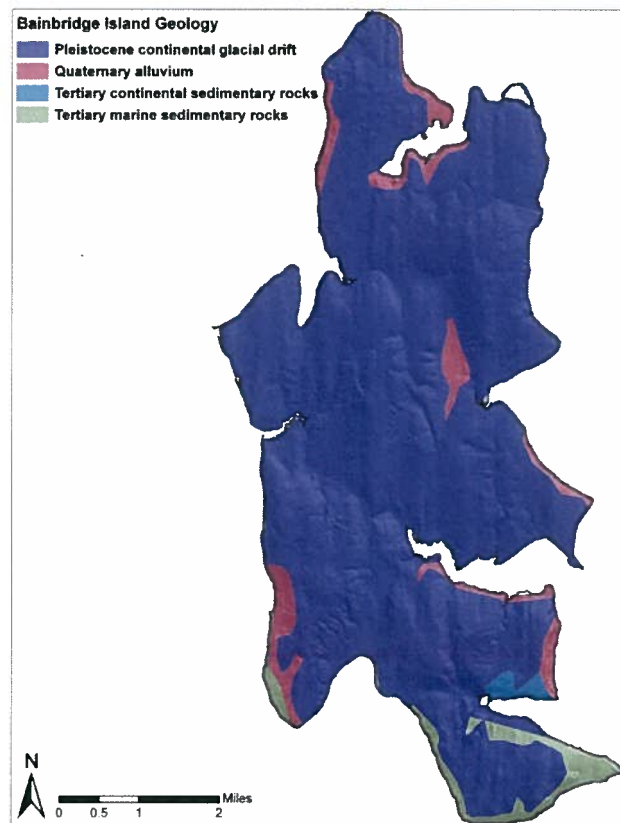 Bainbridge Island Geology
Pleistocene continental glacial drift
Quaternary alluvium
Tertiary continental sedimentary rocks
Tertiary marine sedimentary rocks
N
Miles
0 0.5 1 2